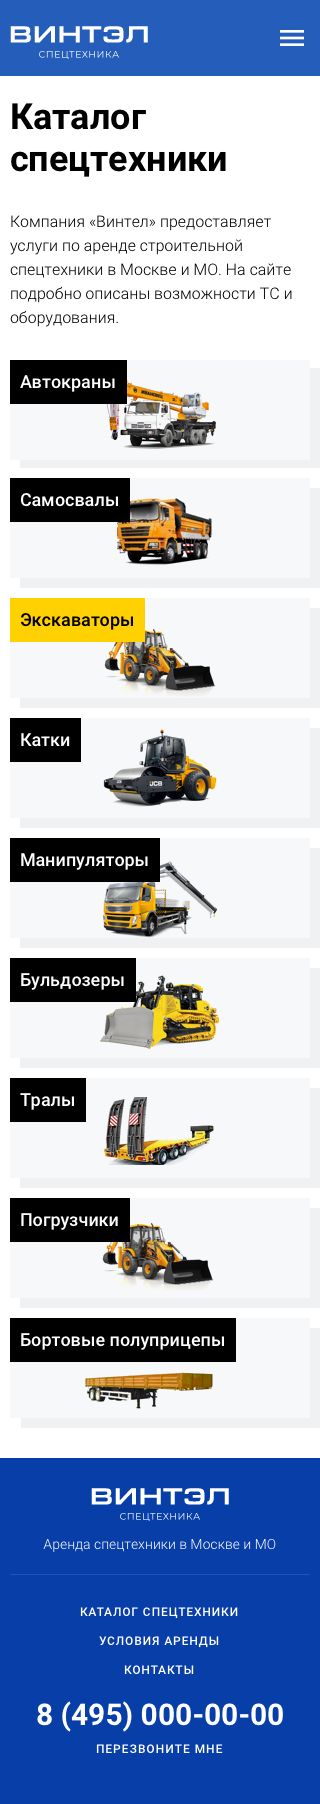 ВИНТЭЛ
СПЕЦТЕХНИКА
Каталог
спецтехники
Компания «Винтел» предоставляет
услуги по аренде строительной
спецтехники в Москве и МО. На сайте
подробно описаны возможности ТС и
оборудования.
Автокраны
Самосвалы
Экскаваторы
Катки
JCB
Манипуляторы
Бульдозеры
Тралы
Погрузчики
Бортовые полуприцепы
ВИНТЭЛ
СПЕЦТЕХНИКА
Аренда спецтехники в Москве и МО
КАТАЛОГ СПЕЦТЕХНИКИ
УСЛОВИЯ АРЕНДЫ
КОНТАКТЫ
8 (495) 000-00-00
ПЕРЕЗВОНИТЕ МНЕ